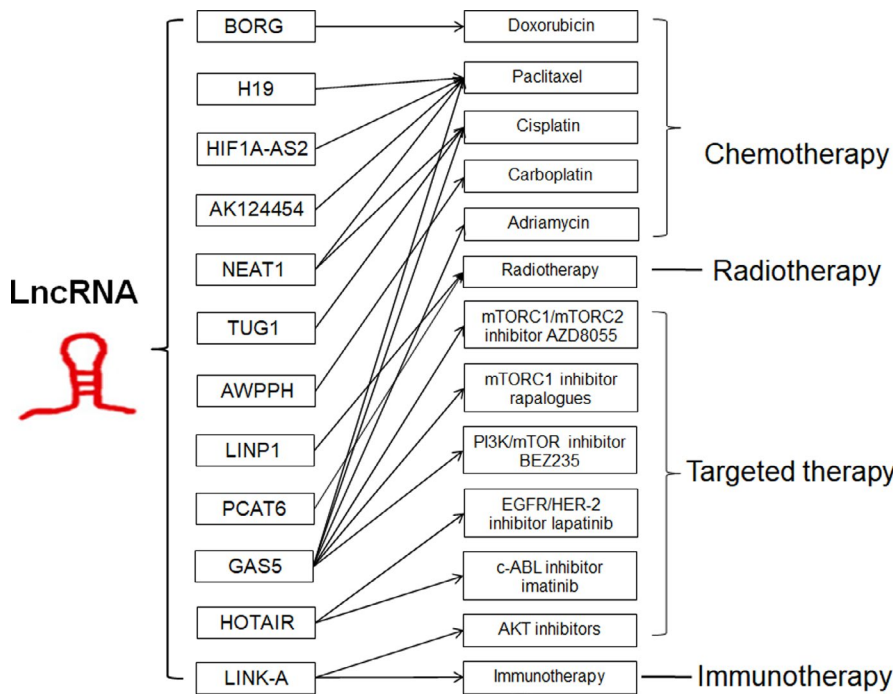 LncRNA
BORG
H19
HIF1A-AS2
AK124454
NEAT1
TUG1
AWPPH
LINP1
PCAT6
GAS5
HOTAIR
LINK-A
Doxorubicin
Paclitaxel
Cisplatin
Carboplatin
Adriamycin
Radiotherapy
mTORC1/mTORC2
inhibitor AZD8055
mTORC1 inhibitor
rapalogues
PI3K/mTOR inhibitor
BEZ235
EGFR/HER-2
inhibitor lapatinib
c-ABL inhibitor
imatinib
AKT inhibitors
Immunotherapy
Chemotherapy
Radiotherapy
Targeted therapy
Immunotherapy